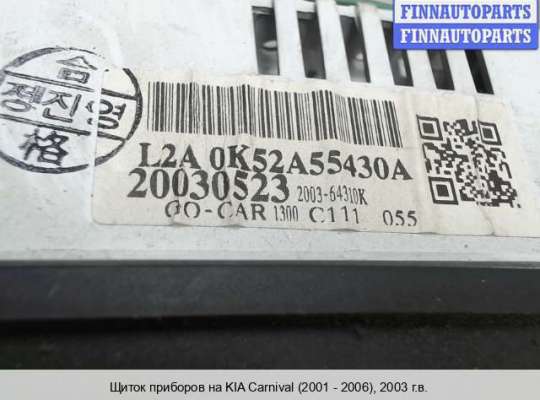 FINNAUTOPARTS
FINNAUTOPARTS
合
정진영
格
L2A 0K52A55430A
20030523 2003-64310K
GO-CAR 1300 C111 055
Щиток приборов на KIA Carnival (2001 - 2006), 2003 г.в.